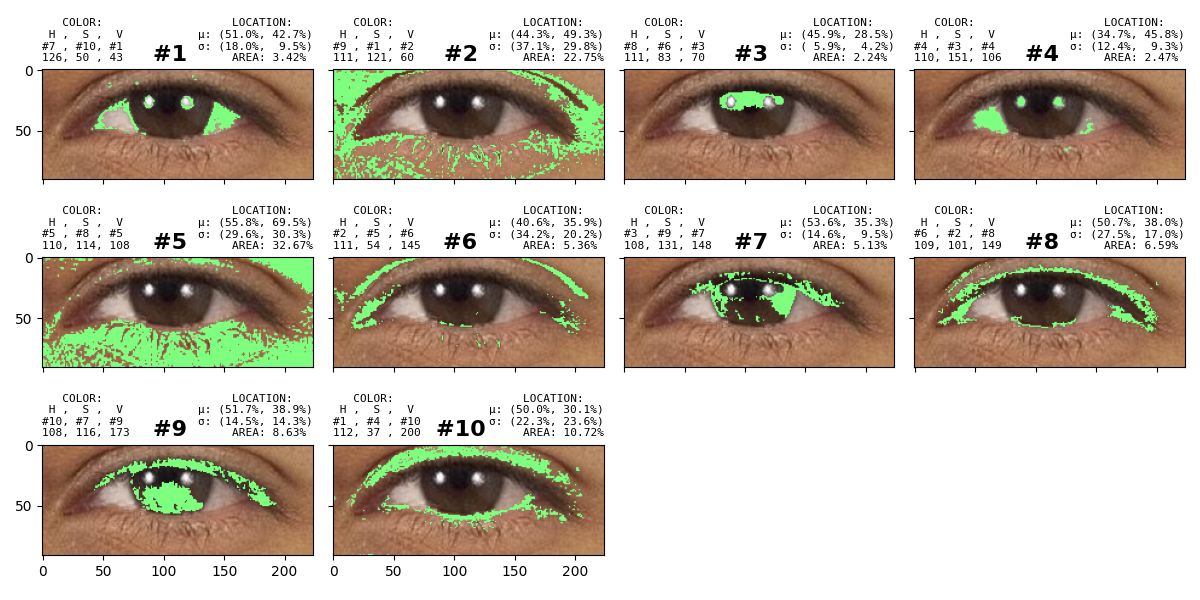 COLOR: LOCATION:
H , S , V μ: (51.0%, 42.7%)
#7 , #10, #1 #1 σ: (18.0%, 9.5%)
126, 50 , 43 AREA: 3.42%
COLOR: LOCATION:
H , S , V μ: (44.3%, 49.3%)
#9 , #1 , #2 #2 σ: (37.1%, 29.8%)
111, 121, 60 AREA: 22.75%
COLOR: LOCATION:
H , S , V μ: (45.9%, 28.5%)
#8 , #6 , #3 #3 σ: ( 5.9%, 4.2%)
111, 83 , 70 AREA: 2.24%
COLOR: LOCATION:
H , S , V μ: (34.7%, 45.8%)
#4 , #3 , #4 #4 σ: (12.4%, 9.3%)
110, 151, 106 AREA: 2.47%
0
50
COLOR: LOCATION:
H , S , V μ: (55.8%, 69.5%)
#5 , #8 , #5 #5 σ: (29.6%, 30.3%)
110, 114, 108 AREA: 32.67%
COLOR: LOCATION:
H , S , V μ: (40.6%, 35.9%)
#2 , #5 , #6 #6 σ: (34.2%, 20.2%)
111, 54 , 145 AREA: 5.36%
COLOR: LOCATION:
H , S , V μ: (53.6%, 35.3%)
#3 , #9 , #7 #7 σ: (14.6%, 9.5%)
108, 131, 148 AREA: 5.13%
COLOR: LOCATION:
H , S , V μ: (50.7%, 38.0%)
#6 , #2 , #8 #8 σ: (27.5%, 17.0%)
109, 101, 149 AREA: 6.59%
0
50
COLOR: LOCATION:
H , S , V μ: (51.7%, 38.9%)
#10, #7 , #9 #9 σ: (14.5%, 14.3%)
108, 116, 173 AREA: 8.63%
COLOR: LOCATION:
H , S , V μ: (50.0%, 30.1%)
#1 , #4 , #10 #10 σ: (22.3%, 23.6%)
112, 37 , 200 AREA: 10.72%
0
50
0 50 100 150 200
0 50 100 150 200